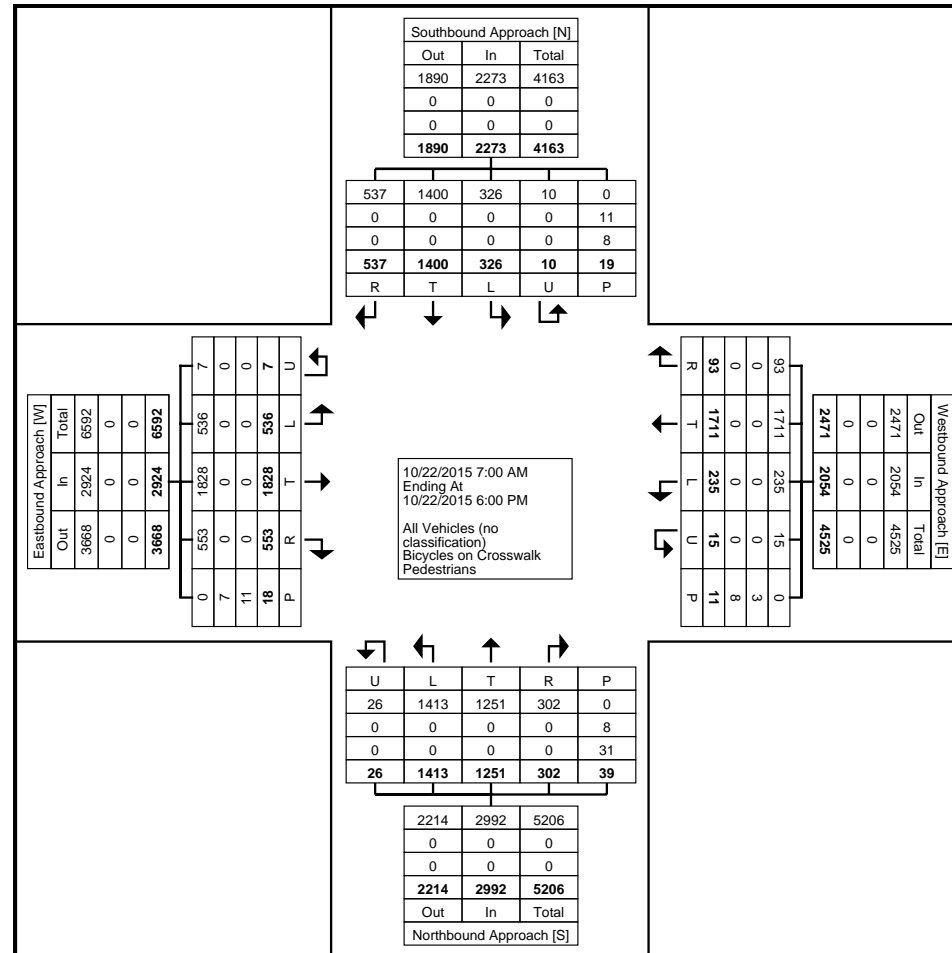 Southbound Approach [N]
Out In Total
1890 2273 4163
0 0 0
0 0 0
1890 2273 4163
537 1400 326 10 0
0 0 0 0 11
0 0 0 0 8
537 1400 326 10 19
R T L U P
Eastbound Approach [W]
Total In Out
6592 2924 3668
0 0 0
0 0 0
6592 2924 3668
7 536 1828 553 0
0 0 0 0 7
0 0 0 0 11
7 536 1828 553 18
U L T R P
10/22/2015 7:00 AM
Ending At
10/22/2015 6:00 PM
All Vehicles (no
classification)
Bicycles on Crosswalk
Pedestrians
R T L U P
93 1711 235 15 11
0 0 0 0 8
0 0 0 0 3
93 1711 235 15 0
2471 2054 4525
0 0 0
0 0 0
2471 2054 4525
Out In Total
Westbound Approach [E]
U L T R P
26 1413 1251 302 0
0 0 0 0 8
0 0 0 0 31
26 1413 1251 302 39
2214 2992 5206
0 0 0
0 0 0
2214 2992 5206
Out In Total
Northbound Approach [S]